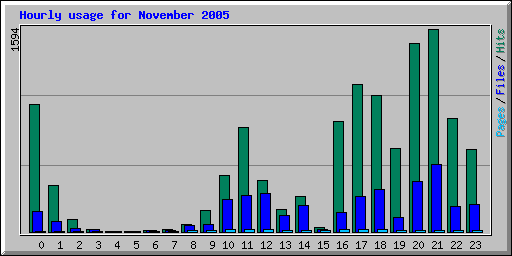 Hourly usage for November 2005
1594
Pages / Files / Hits
0 1 2 3 4 5 6 7 8 9 10 11 12 13 14 15 16 17 18 19 20 21 22 23